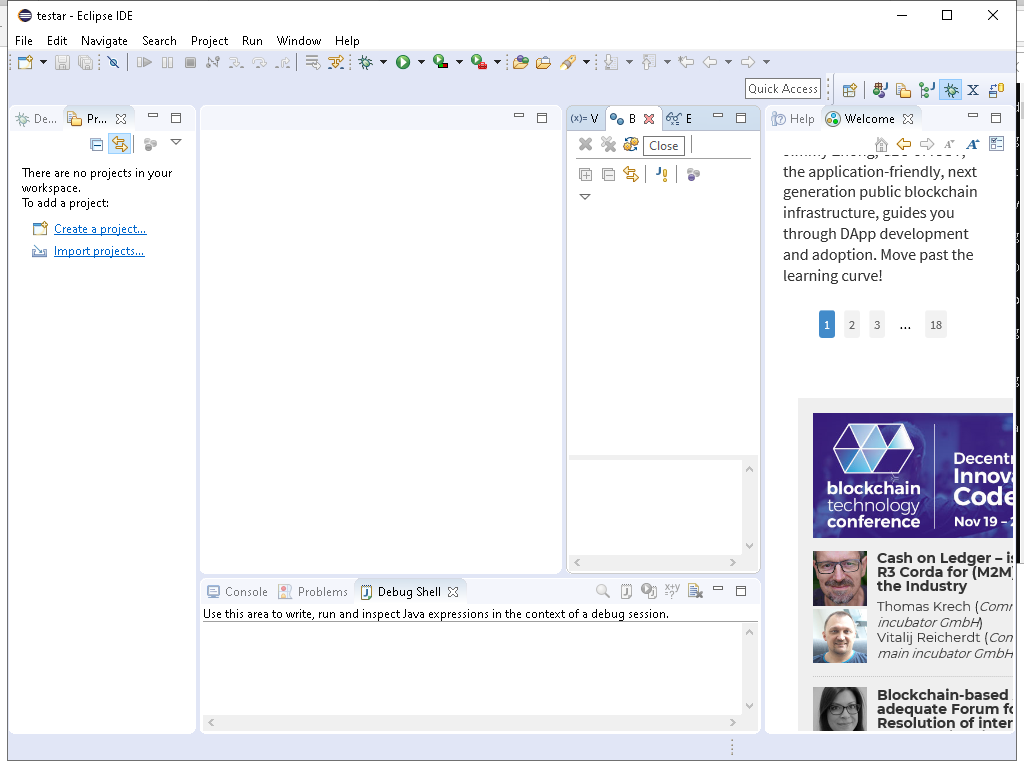 testar - Eclipse IDE
File Edit Navigate Search Project Run Window Help
Quick Access
De...
Pr...
(x)= V
B
E
Help
Welcome
Close
There are no projects in your
workspace.
To add a project:
Create a project...
Import projects...
the application-friendly, next
generation public blockchain
infrastructure, guides you
through DApp development
and adoption. Move past the
learning curve!
1 2 3 ... 18
blockchain
technology
conference
Decentr
Innova
Code
Nov 19 – 2
Cash on Ledger – is
R3 Corda for (M2M)
the Industry
Thomas Krech (Comm
incubator GmbH)
Vitalij Reicherdt (Com
main incubator GmbH
Blockchain-based
adequate Forum fo
Resolution of inter
Console
Problems
Debug Shell
Use this area to write, run and inspect Java expressions in the context of a debug session.